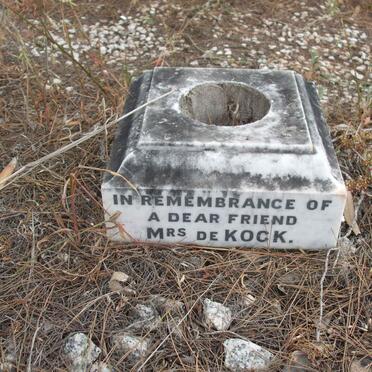 IN REMEMBRANCE OF
A DEAR FRIEND
MRS DE KOCK.